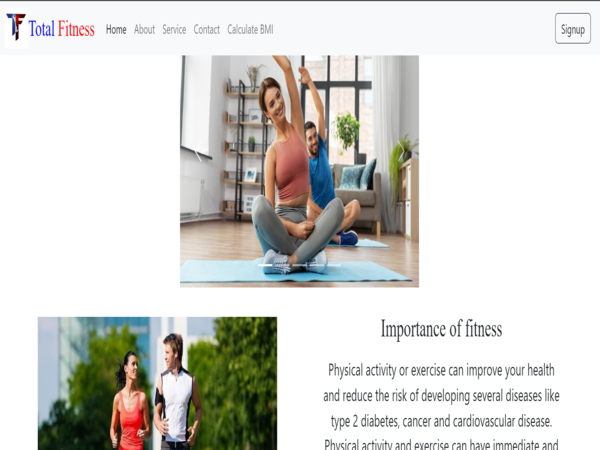 TF Total Fitness Home About Service Contact Calculate BMI Signup
Importance of fitness
Physical activity or exercise can improve your health
and reduce the risk of developing several diseases like
type 2 diabetes, cancer and cardiovascular disease.
Physical activity and exercise can have immediate and